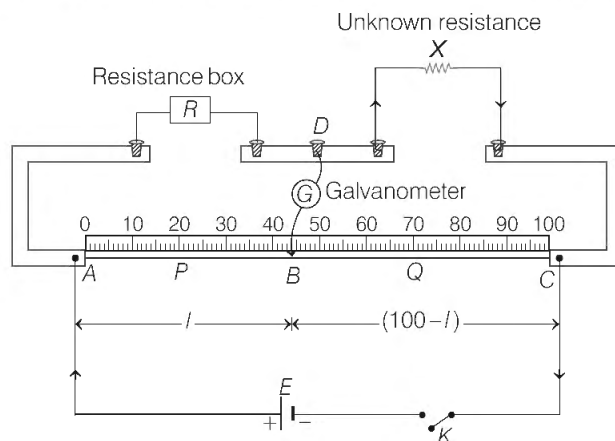 Unknown resistance
X
Resistance box
R
D
G Galvanometer
0 10 20 30 40 50 60 70 80 90 100
A P B Q C
l (100-l)
E
+ -
K